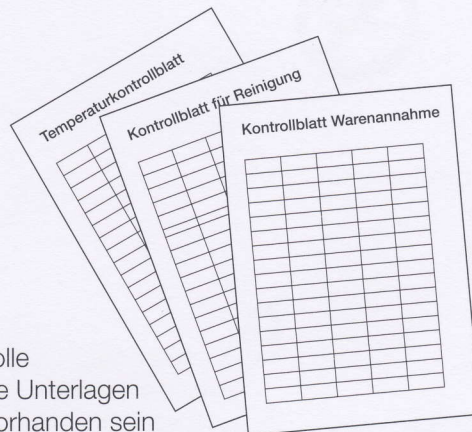 Temperaturkontrollblatt
Kontrollblatt für Reinigung
Kontrollblatt Warenannahme
olle
e Unterlagen
orhanden sein